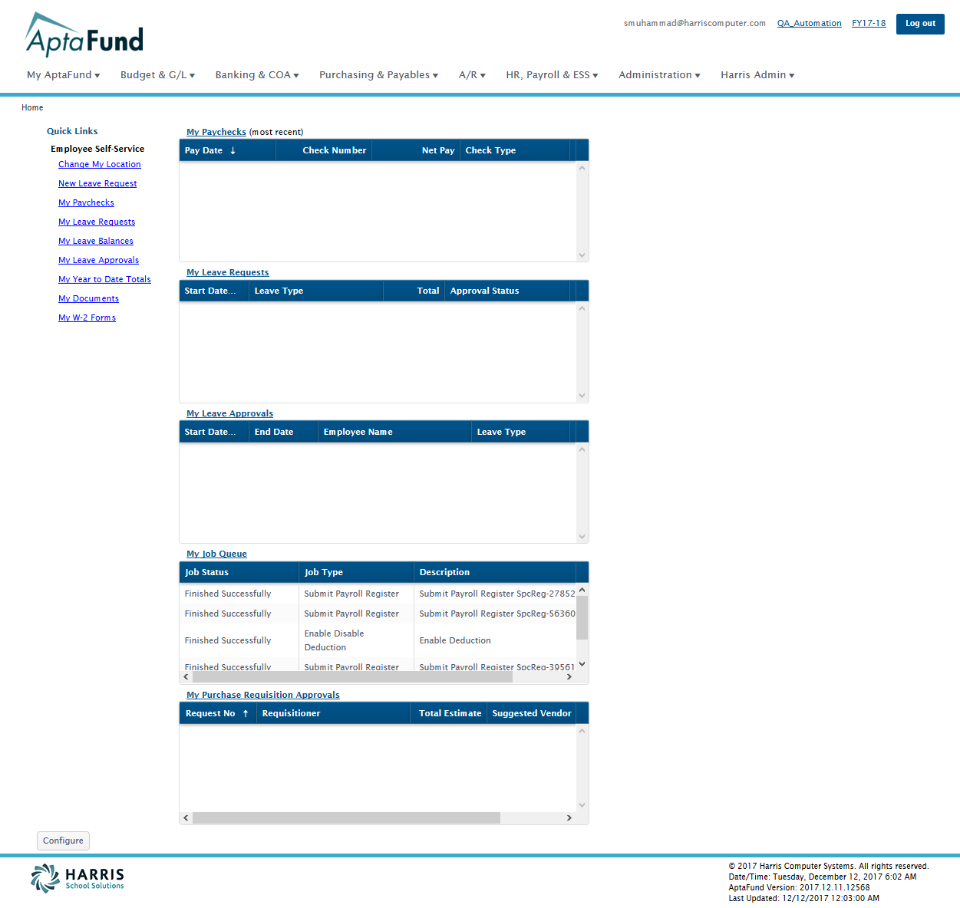 AptaFund
smuhammad@harriscomputer.com QA_Automation FY17-18 Log out
My AptaFund Budget & G/L Banking & COA Purchasing & Payables A/R HR, Payroll & ESS Administration Harris Admin
Home
Quick Links
Employee Self-Service
Change My Location
New Leave Request
My Paychecks
My Leave Requests
My Leave Balances
My Leave Approvals
My Year to Date Totals
My Documents
My W-2 Forms
My Paychecks (most recent)
Pay Date ↓ Check Number Net Pay Check Type
My Leave Requests
Start Date... Leave Type Total Approval Status
My Leave Approvals
Start Date... End Date Employee Name Leave Type
My Job Queue
Job Status Job Type Description
Finished Successfully Submit Payroll Register Submit Payroll Register SpcReg-27852
Finished Successfully Submit Payroll Register Submit Payroll Register SpcReg-56360
Finished Successfully Enable Disable Deduction Enable Deduction
Finished Successfully Submit Payroll Register Submit Payroll Register SpcReg-39561
My Purchase Requisition Approvals
Request No ↑ Requisitioner Total Estimate Suggested Vendor
Configure
HARRIS
School Solutions
© 2017 Harris Computer Systems. All rights reserved.
Date/Time: Tuesday, December 12, 2017 6:02 AM
AptaFund Version: 2017.12.11.12568
Last Updated: 12/12/2017 12:03:00 AM